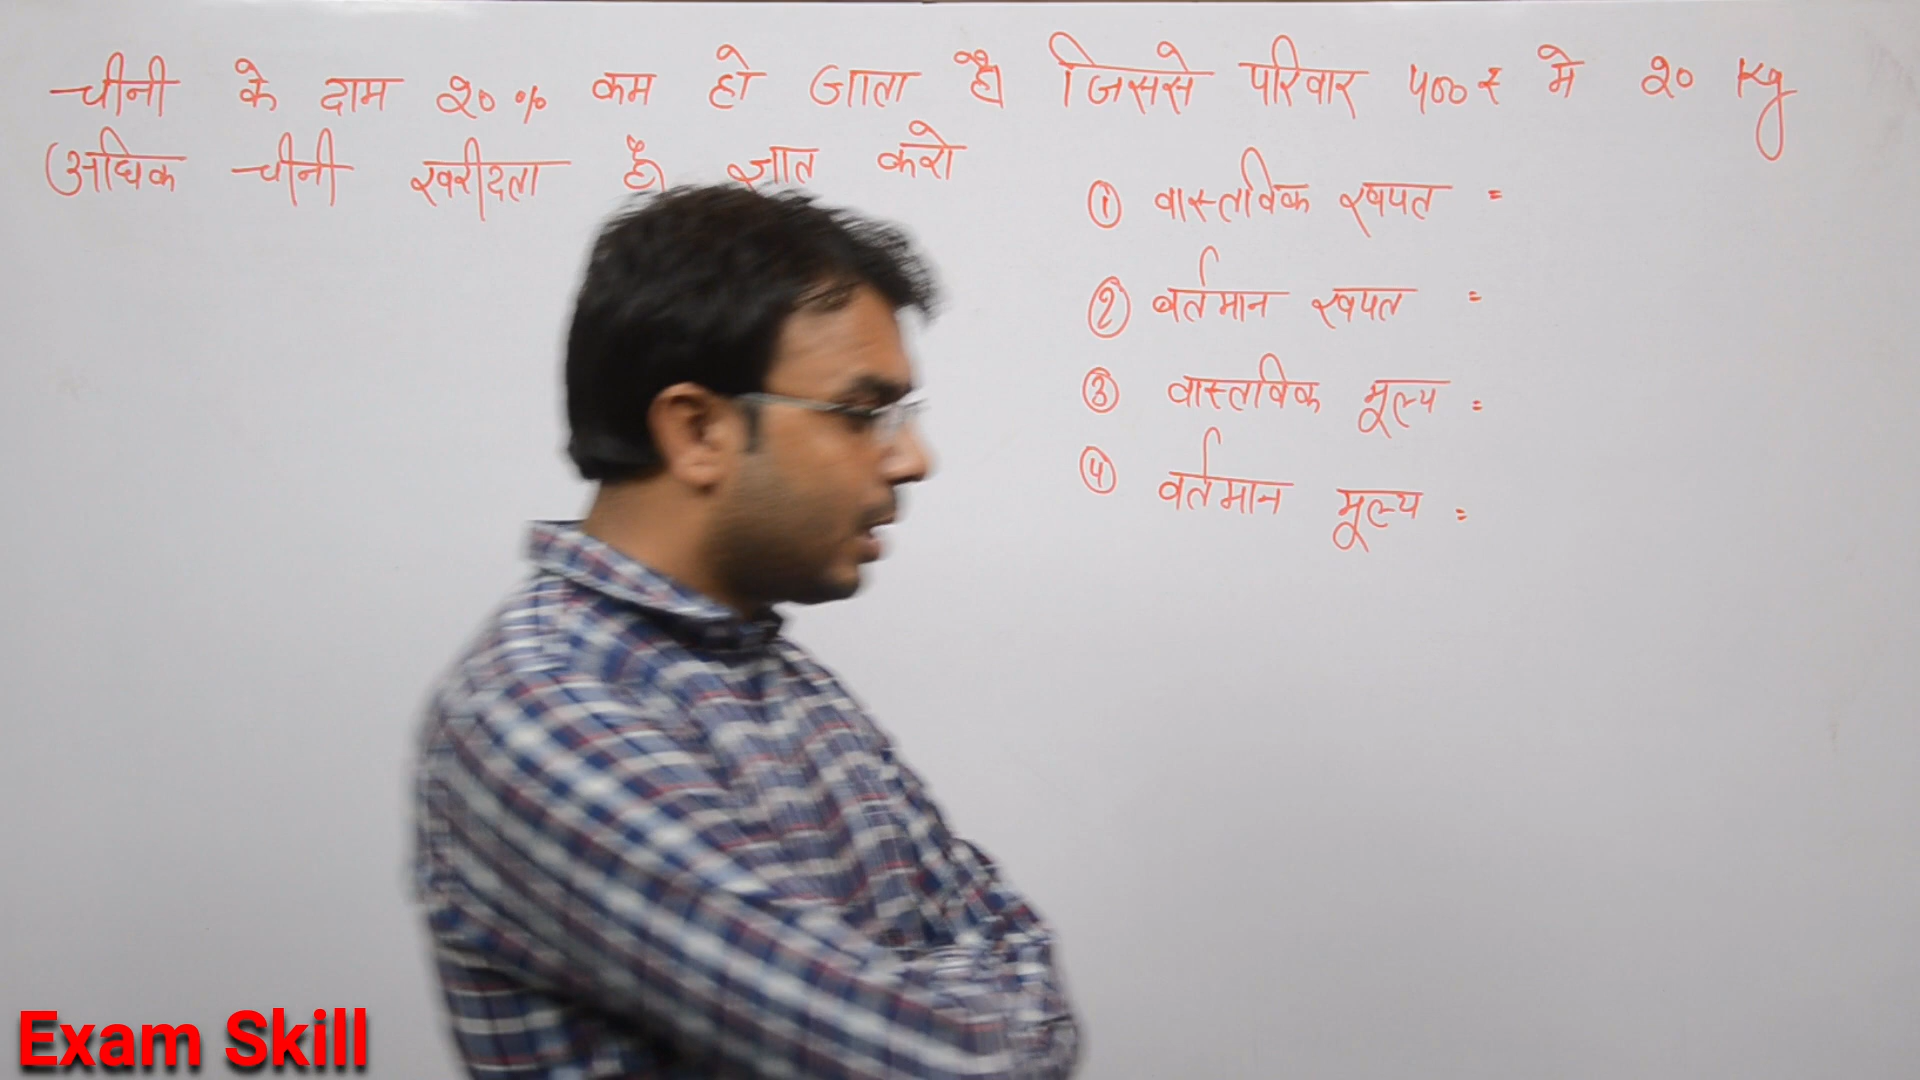 चीनी के दाम 20% कम हो जाता है। जिससे परिवार 500₹ मे 20 Kg
अधिक चीनी खरीदता है। ज्ञात करो
① वास्तविक खपत =
② वर्तमान खपत =
③ वास्तविक मूल्य =
④ वर्तमान मूल्य =
Exam Skill